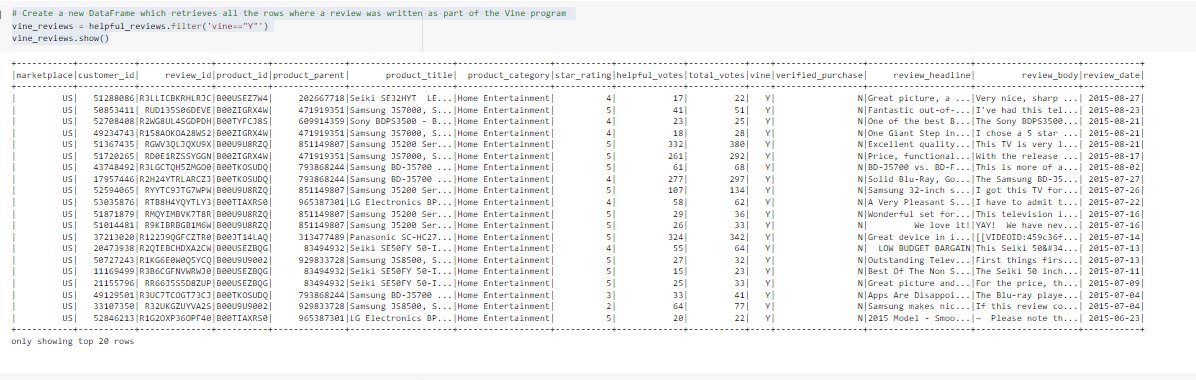 # Create a new DataFrame which retrieves all the rows where a review was written as part of the Vine program
vine_reviews = helpful_reviews.filter('vine=="Y"')
vine_reviews.show()
|marketplace|customer_id| review_id|product_id|product_parent| product_title| product_category|star_rating|helpful_votes|total_votes|vine|verified_purchase| review_headline| review_body|review_date|
| US| 51288086|R3LLICBKRHLRJC|B00USEZ7W4| 202667718|Seiki SE32HYT LE...|Home Entertainment| 4| 17| 22| Y| N|Great picture, a ...|Very nice, sharp ...| 2015-08-27|
| US| 50853411| RUD135S06DEVE|B00ZIGRX4W| 471919351|Samsung J57000, S...|Home Entertainment| 5| 41| 51| Y| N|Fantastic out-of-...|I've had this tel...| 2015-08-23|
| US| 52708408|R2WG8UL4SGDPDH|B00TYFCJ8S| 609914359|Sony BDPS3500 - B...|Home Entertainment| 4| 23| 25| Y| N|One of the best B...|The Sony BDPS3500...| 2015-08-21|
| US| 49234743|R158AOKOA28WS2|B00ZIGRX4W| 471919351|Samsung J57000, S...|Home Entertainment| 4| 18| 28| Y| N|One Giant Step in...|I chose a 5 star ...| 2015-08-21|
| US| 51367435| RGWV3QL3QXU9X|B00U9U8RZQ| 851149807|Samsung J5200 Ser...|Home Entertainment| 5| 332| 380| Y| N|Excellent quality...|This TV is very l...| 2015-08-21|
| US| 51720265| RD0E1RZSSYGGN|B00ZIGRX4W| 471919351|Samsung J57000, S...|Home Entertainment| 5| 261| 292| Y| N|Price, functional...|With the release ...| 2015-08-17|
| US| 43748492|R3LGCTQH5ZMGO0|B00TKOSUDQ| 793868244|Samsung BD-J5700 ...|Home Entertainment| 5| 61| 68| Y| N|BD-J5700 vs. BD-F...|This is more of a...| 2015-08-02|
| US| 17957446|R2H24YTRLARCZJ|B00TKOSUDQ| 793868244|Samsung BD-J5700 ...|Home Entertainment| 4| 277| 297| Y| N|Solid Blu-Ray, Go...|The Samsung BD-J5...| 2015-07-27|
| US| 52594065| RYYTC9JTG7WPW|B00U9U8RZQ| 851149807|Samsung J5200 Ser...|Home Entertainment| 5| 107| 134| Y| N|Samsung 32-inch s...|I got this TV for...| 2015-07-26|
| US| 53035876| RTB8H4YQYTLY3|B00TIAXRS0| 965387301|LG Electronics BP...|Home Entertainment| 4| 58| 62| Y| N|A Very Pleasant S...|I have to admit t...| 2015-07-22|
| US| 51871879| RMQYIMBVK7T8R|B00U9U8RZQ| 851149807|Samsung J5200 Ser...|Home Entertainment| 5| 29| 36| Y| N|Wonderful set for...|This television i...| 2015-07-16|
| US| 51014481| R9KIBRBGB1M6W|B00U9U8RZQ| 851149807|Samsung J5200 Ser...|Home Entertainment| 5| 26| 33| Y| N| We love it!|YAY! We have nev...| 2015-07-16|
| US| 37213020|R122J9QGFCZTR0|B00JT14LAQ| 313477489|Panasonic SC-HC27...|Home Entertainment| 5| 324| 342| Y| N|Great device in i...|[[VIDEOID:459c36f...| 2015-07-14|
| US| 20473938|R2QIEBCHDXA2CW|B00USEZBQG| 83494932|Seiki SE50FY 50-I...|Home Entertainment| 4| 55| 64| Y| N| LOW BUDGET BARGAIN|This Seiki 50&#34...| 2015-07-13|
| US| 50727243|R1KG6E0W0Q5YCQ|B00U9U9002| 929833728|Samsung JS8500, S...|Home Entertainment| 5| 27| 32| Y| N|Outstanding Telev...|First things firs...| 2015-07-13|
| US| 11169499|R3B6CGFNVWRWJ0|B00USEZBQG| 83494932|Seiki SE50FY 50-I...|Home Entertainment| 5| 15| 23| Y| N|Best Of The Non S...|The Seiki 50 inch...| 2015-07-11|
| US| 21155796| RR66JS5D8ZUP|B00USEZBQG| 83494932|Seiki SE50FY 50-I...|Home Entertainment| 5| 25| 33| Y| N|Great picture and...|For the price, th...| 2015-07-09|
| US| 49129501|R3UC7TCOGT73CJ|B00TKOSUDQ| 793868244|Samsung BD-J5700 ...|Home Entertainment| 3| 33| 41| Y| N|Apps Are Disappoi...|The Blu-ray playe...| 2015-07-04|
| US| 33107350| R32UKGZUYVA2S|B00U9U9002| 929833728|Samsung JS8500, S...|Home Entertainment| 2| 64| 77| Y| N|Samsung makes nic...|If this review co...| 2015-07-04|
| US| 52846213|R1G2OXP36OPF40|B00TIAXRS0| 965387301|LG Electronics BP...|Home Entertainment| 5| 20| 22| Y| N|2015 Model - Smoo...|~ Please note th...| 2015-06-23|
only showing top 20 rows